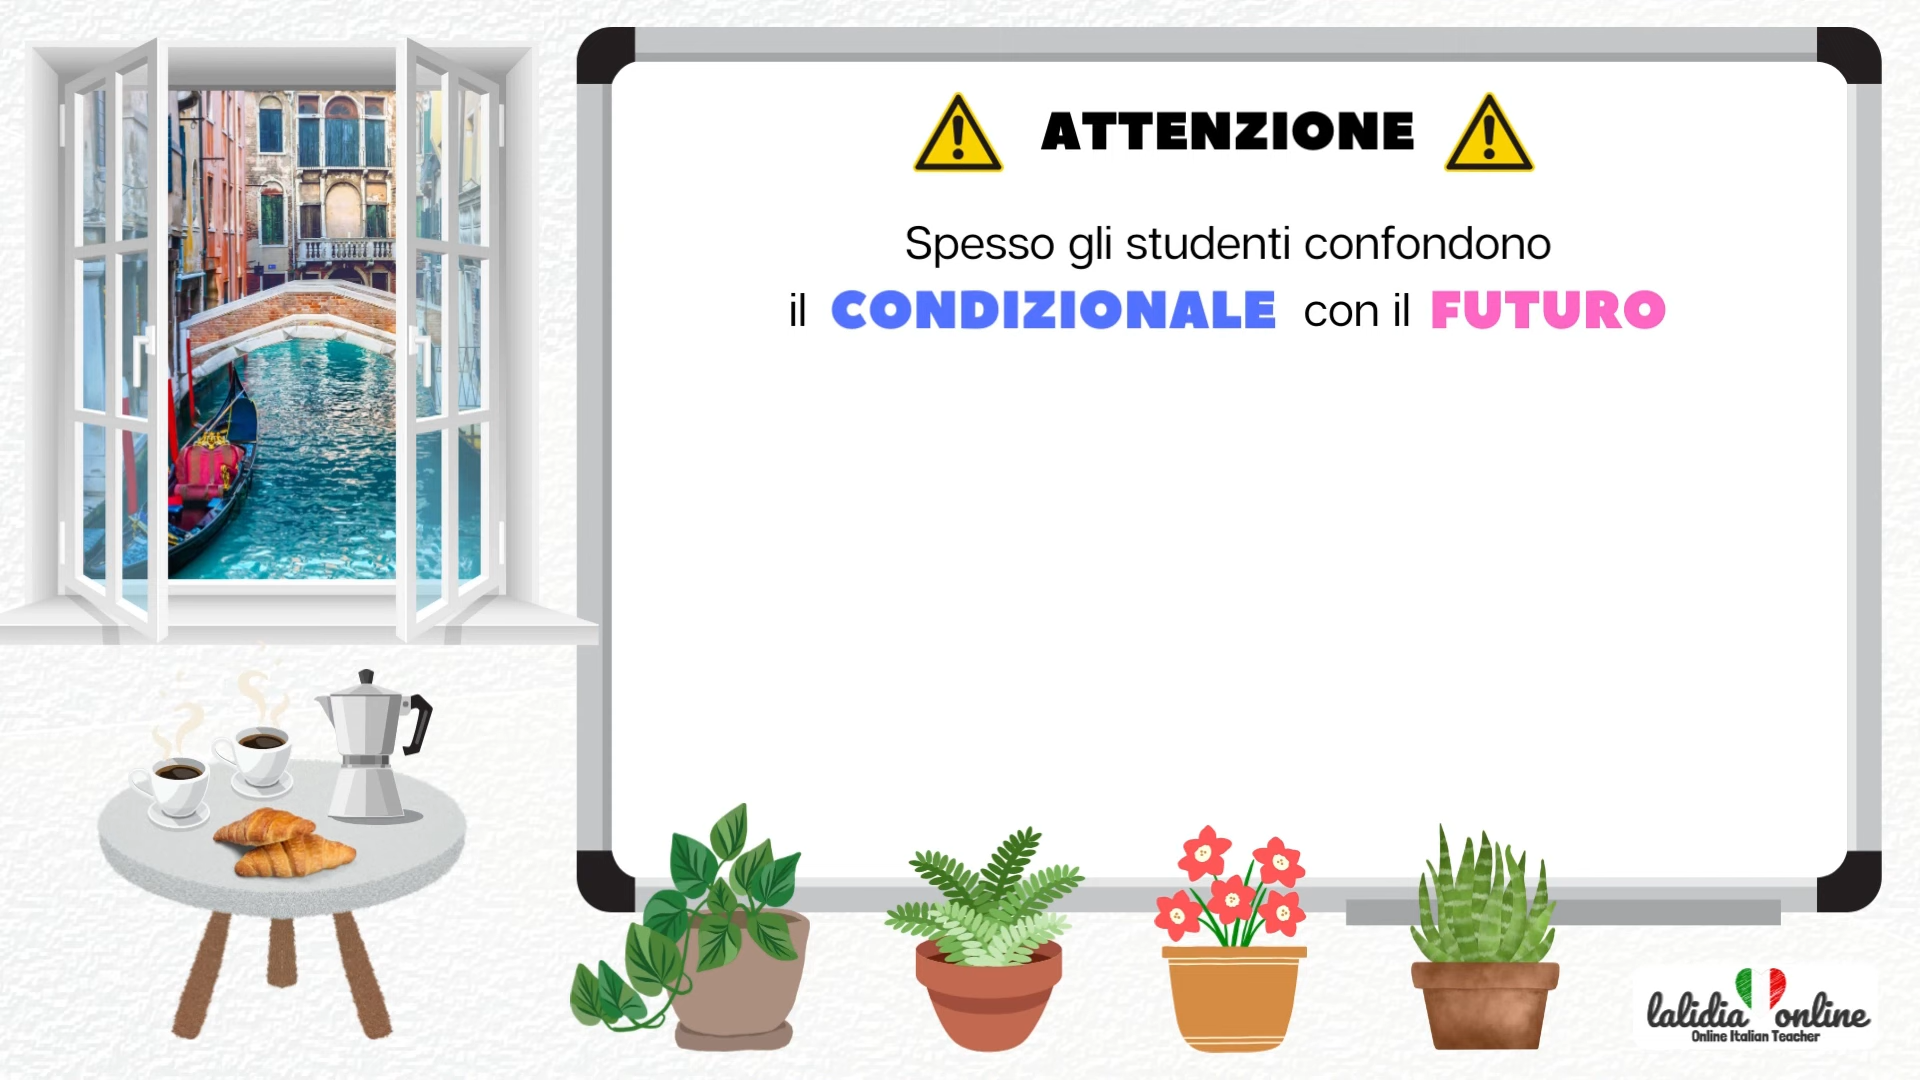 ATTENZIONE
Spesso gli studenti confondono
il CONDIZIONALE con il FUTURO
lalidia online
Online Italian Teacher